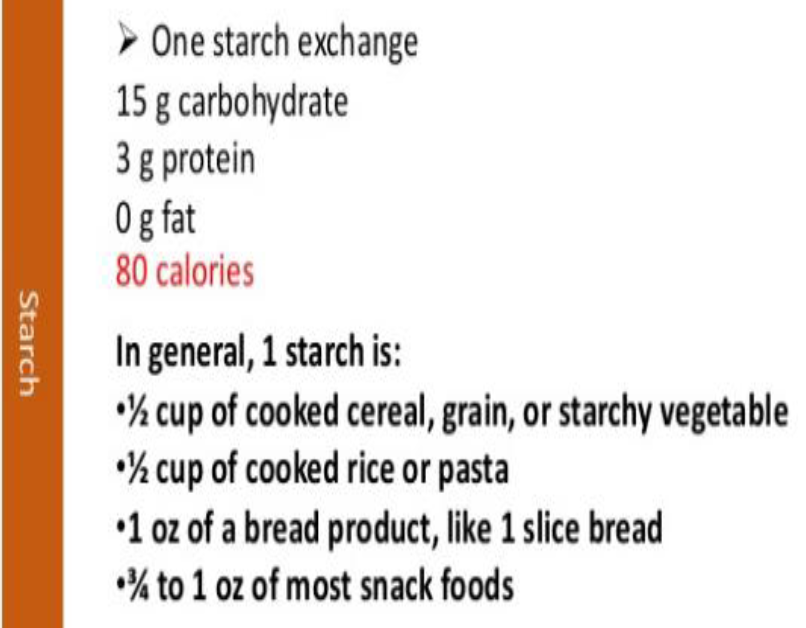 Starch
➤ One starch exchange
15 g carbohydrate
3 g protein
0 g fat
80 calories
In general, 1 starch is:
•½ cup of cooked cereal, grain, or starchy vegetable
•½ cup of cooked rice or pasta
•1 oz of a bread product, like 1 slice bread
•¾ to 1 oz of most snack foods